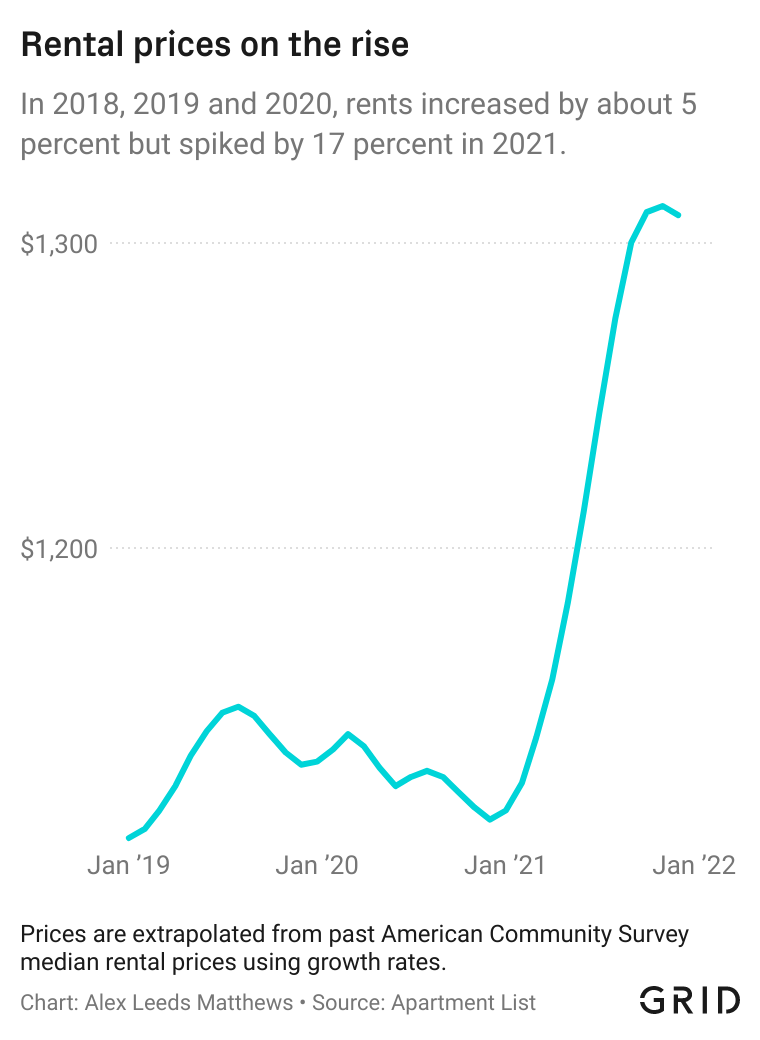 Rental prices on the rise
In 2018, 2019 and 2020, rents increased by about 5
percent but spiked by 17 percent in 2021.
$1,300
$1,200
Jan ’19 Jan ’20 Jan ’21 Jan ’22
Prices are extrapolated from past American Community Survey
median rental prices using growth rates.
Chart: Alex Leeds Matthews • Source: Apartment List GRID